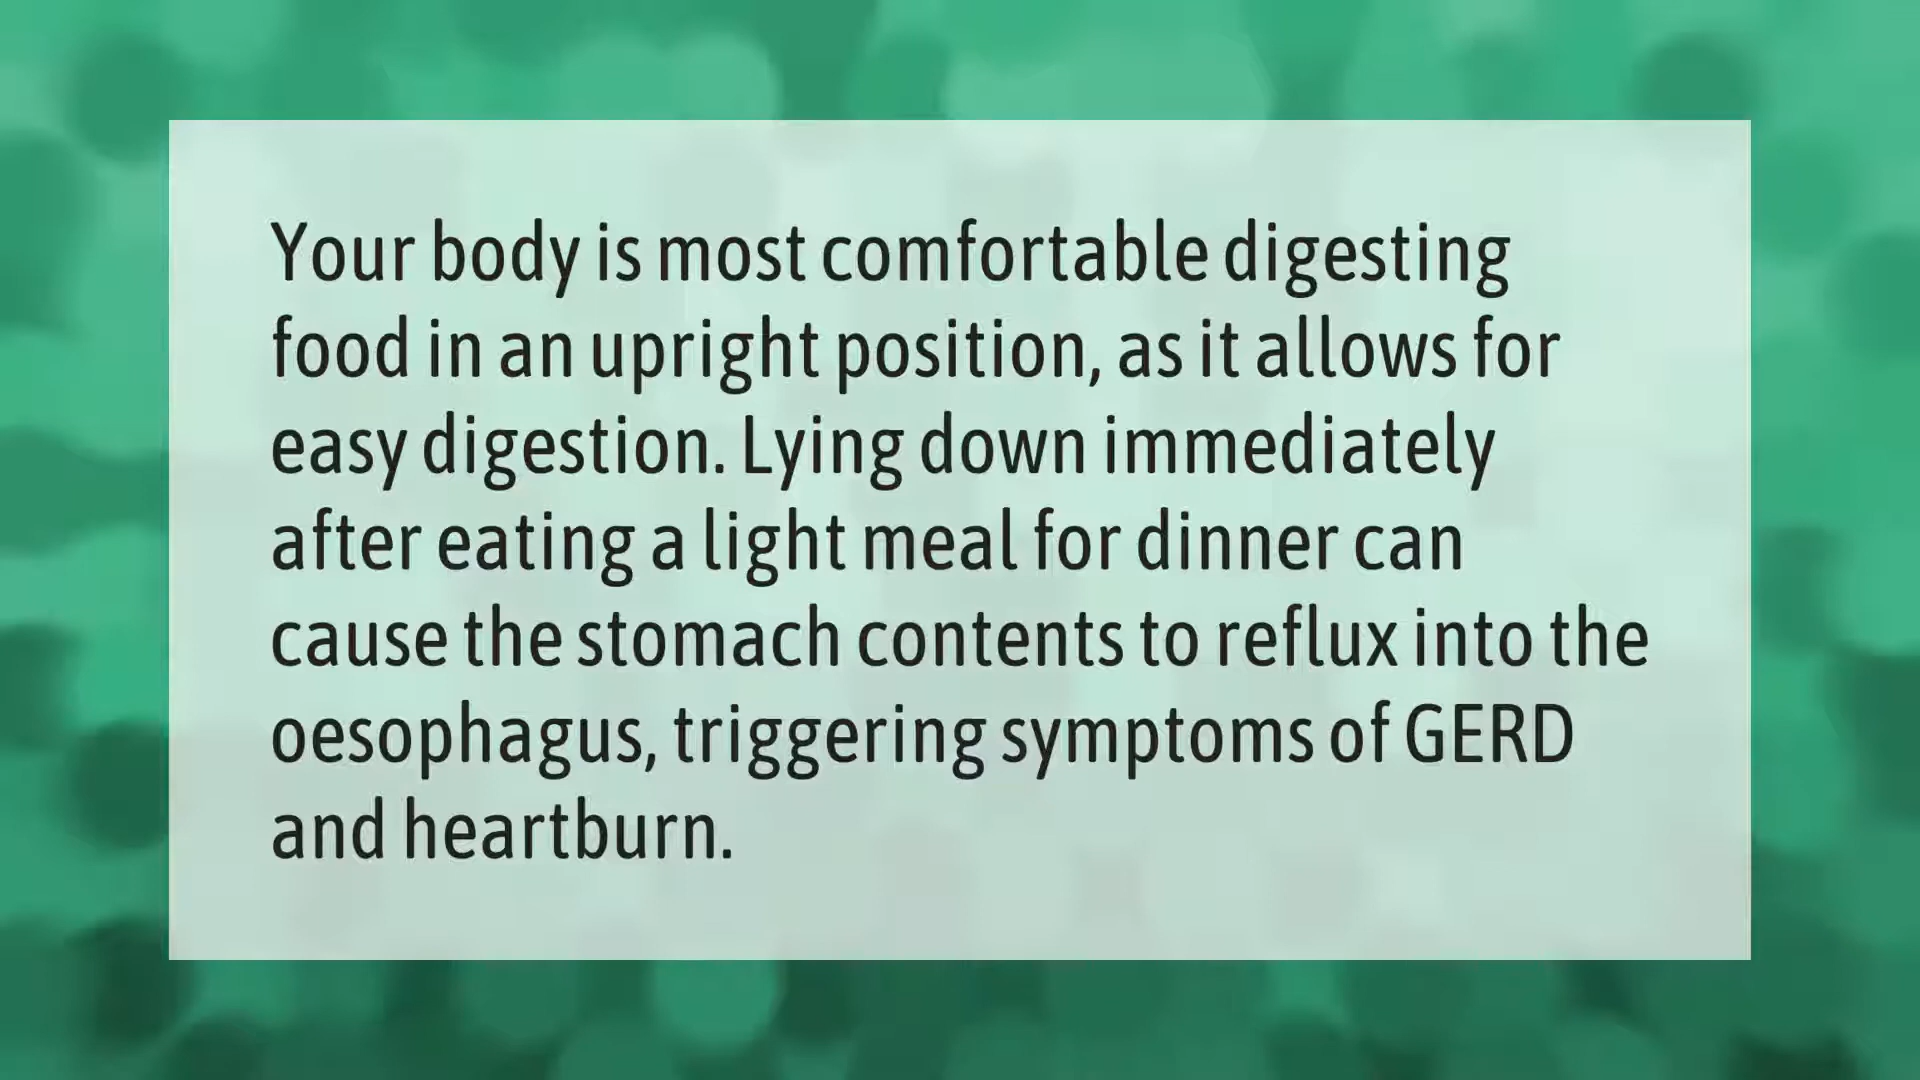 Your body is most comfortable digesting
food in an upright position, as it allows for
easy digestion. Lying down immediately
after eating a light meal for dinner can
cause the stomach contents to reflux into the
oesophagus, triggering symptoms of GERD
and heartburn.